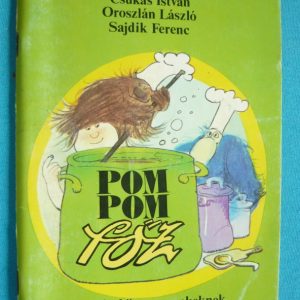 Csukás István
Oroszlán László
Sajdik Ferenc
POM
POM
FŐZ